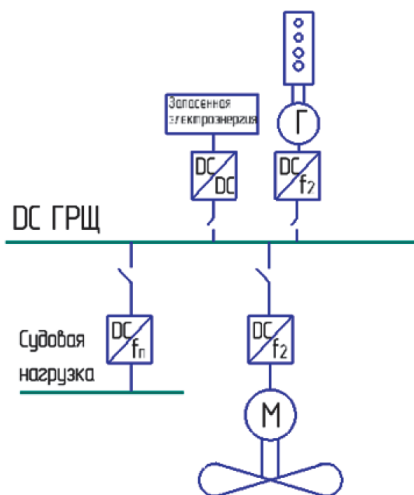 Запасенная
электроэнергия
Г
DC
DC
DC
f2
DC ГРЩ
DC
fп
DC
f2
Судовая
нагрузка
М